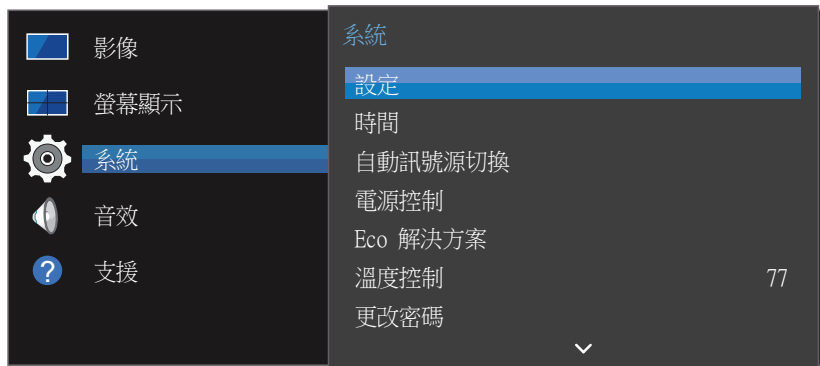 影像
螢幕顯示
系統
音效
支援
系統
設定
時間
自動訊號源切換
電源控制
Eco 解決方案
溫度控制 77
更改密碼